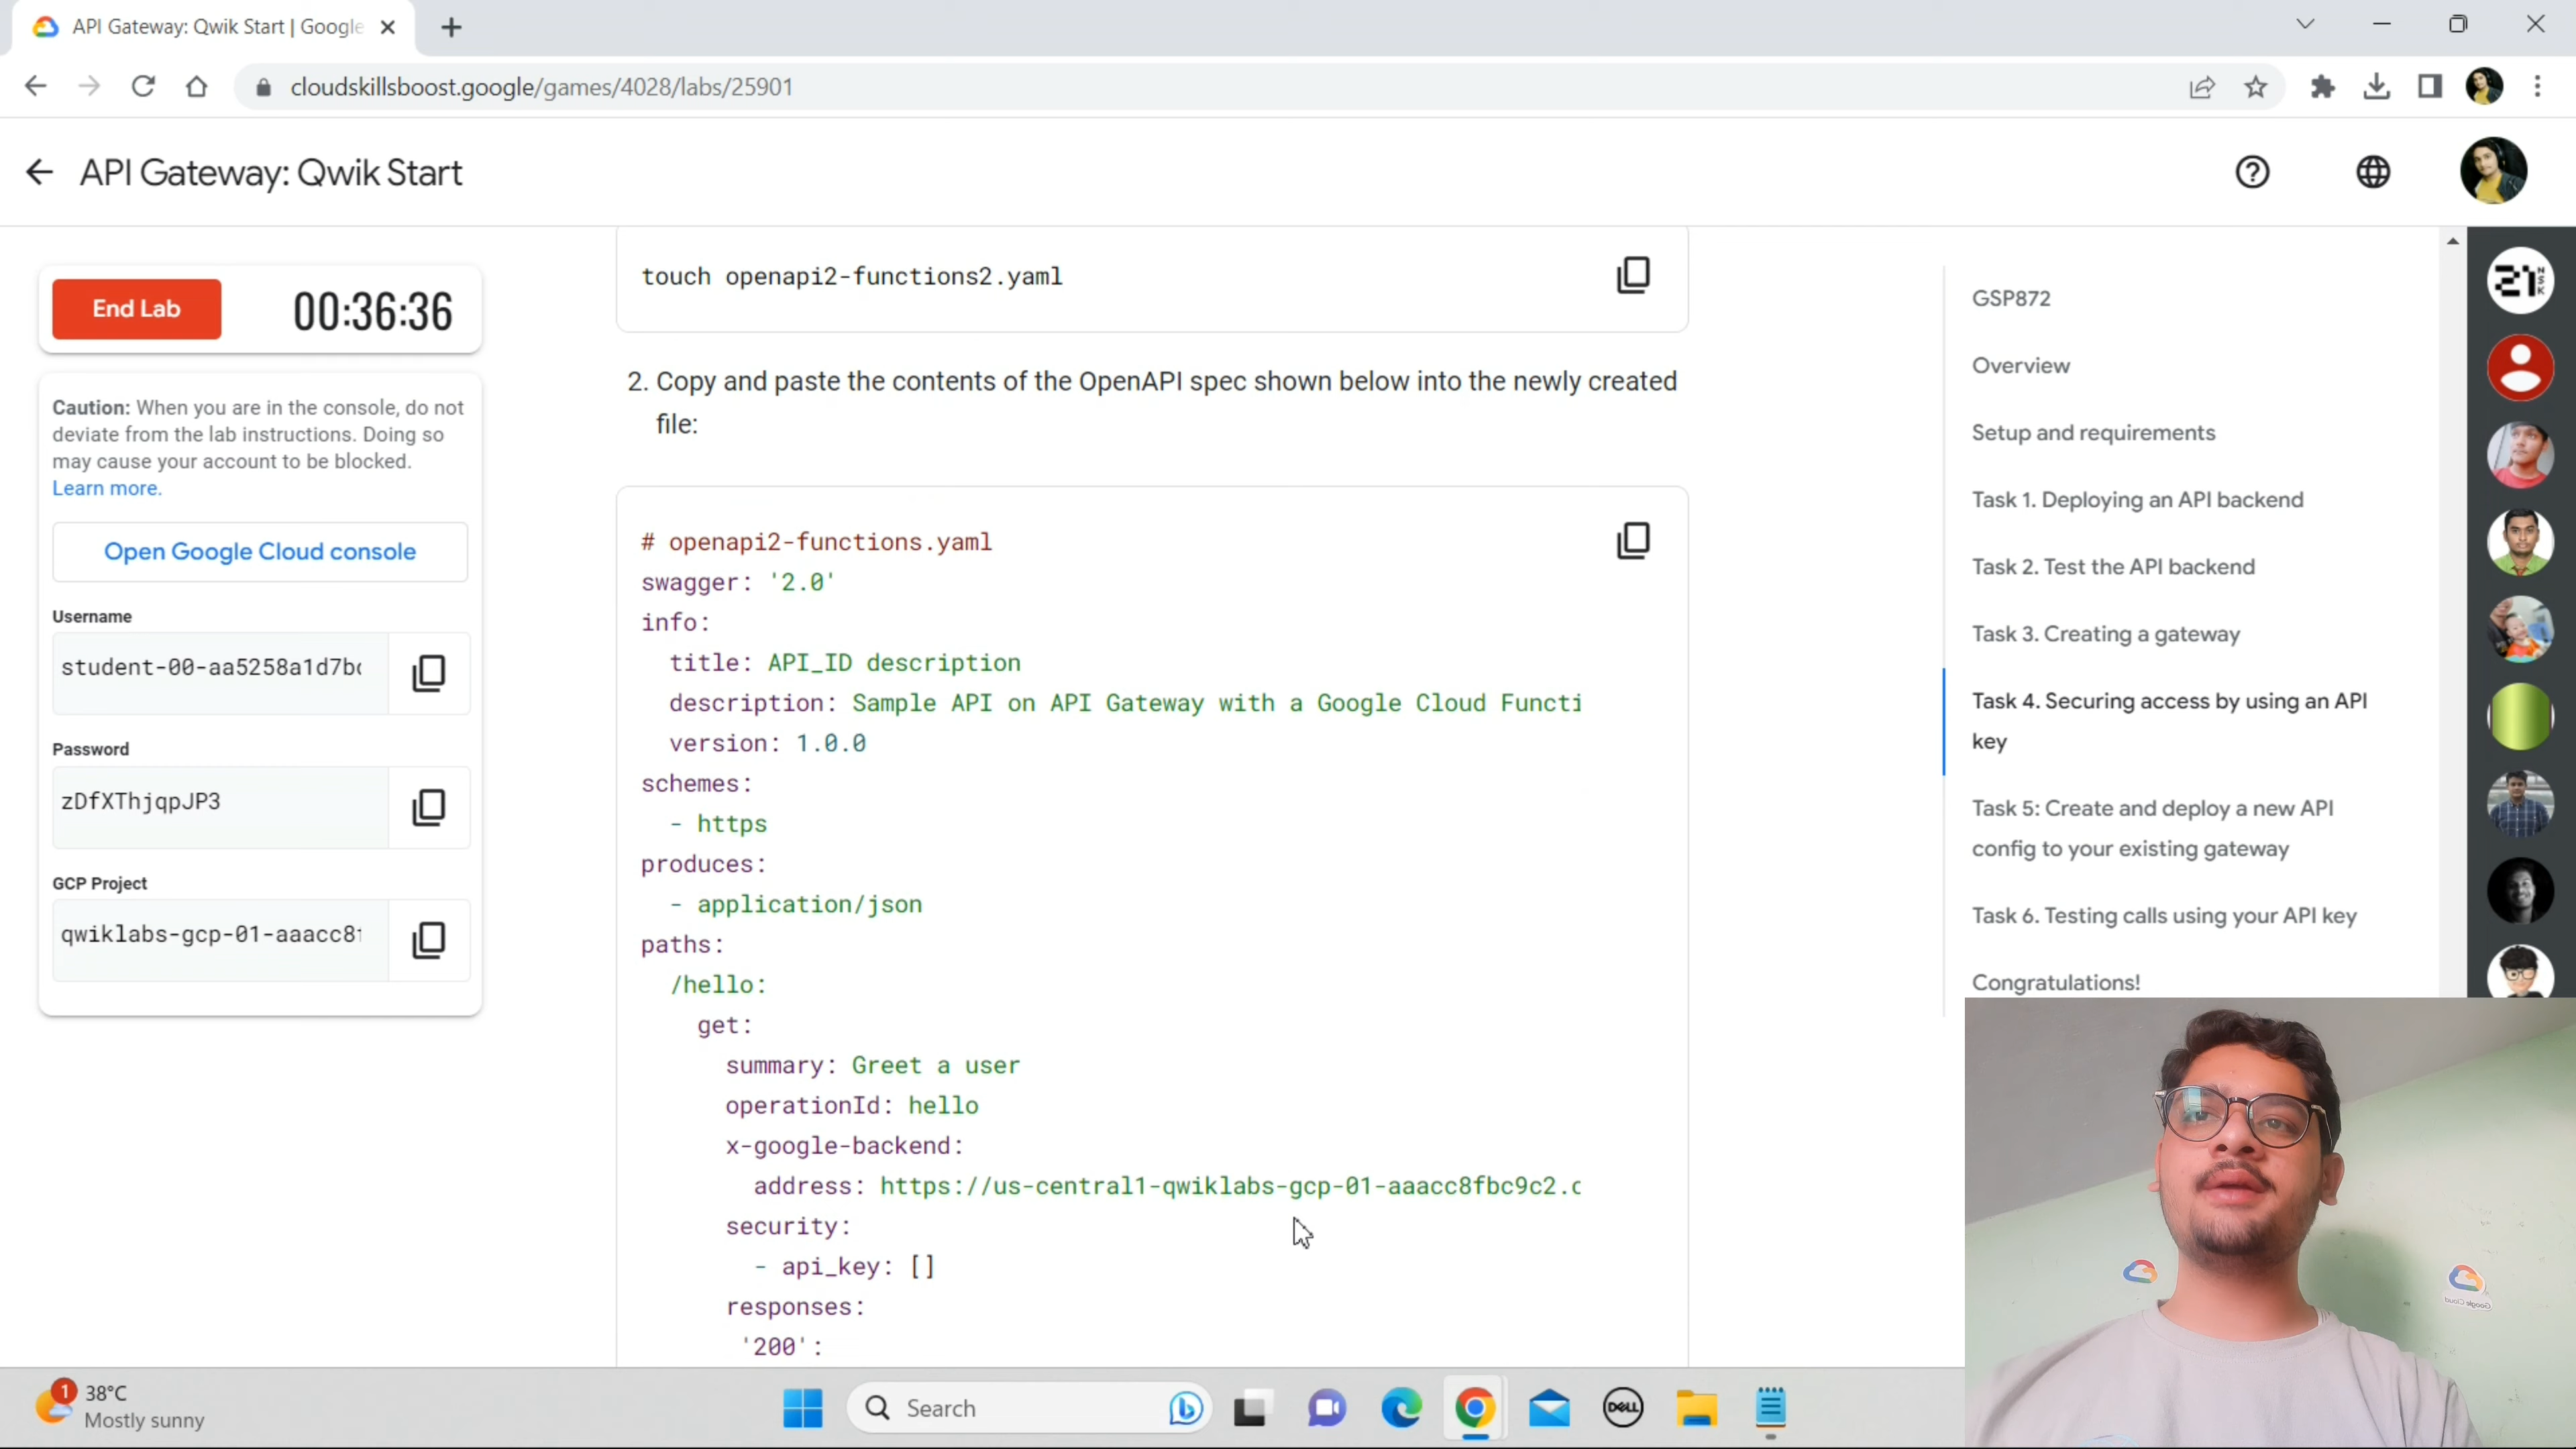 API Gateway: Qwik Start | Google
cloudskillsboost.google/games/4028/labs/25901
API Gateway: Qwik Start
End Lab
00:36:36
Caution: When you are in the console, do not
deviate from the lab instructions. Doing so
may cause your account to be blocked.
Learn more.
Open Google Cloud console
Username
student-00-aa5258a1d7b
Password
zDfXThjqpJP3
GCP Project
qwiklabs-gcp-01-aaacc8f
touch openapi2-functions2.yaml
2. Copy and paste the contents of the OpenAPI spec shown below into the newly created
file:
# openapi2-functions.yaml
swagger: '2.0'
info:
title: API_ID description
description: Sample API on API Gateway with a Google Cloud Functi
version: 1.0.0
schemes:
- https
produces:
- application/json
paths:
/hello:
get:
summary: Greet a user
operationId: hello
x-google-backend:
address: https://us-central1-qwiklabs-gcp-01-aaacc8fbc9c2.c
security:
- api_key: []
responses:
'200':
GSP872
Overview
Setup and requirements
Task 1. Deploying an API backend
Task 2. Test the API backend
Task 3. Creating a gateway
Task 4. Securing access by using an API
key
Task 5: Create and deploy a new API
config to your existing gateway
Task 6. Testing calls using your API key
Congratulations!
21
NSK
Google Cloud
1
38°C
Mostly sunny
Search
DELL